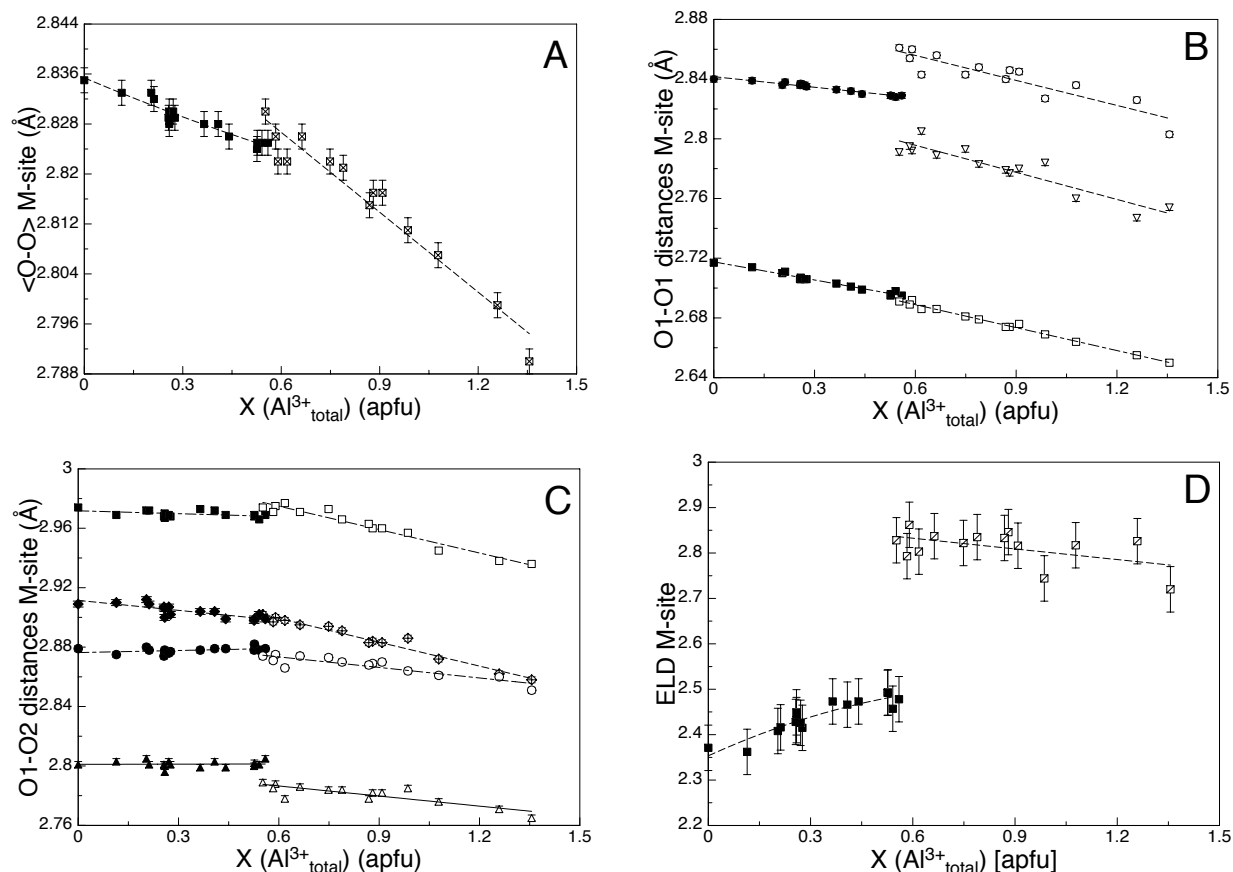 A
<O-O> M-site (Å)
2.844
2.836
2.828
2.82
2.812
2.804
2.796
2.788
0 0.3 0.6 0.9 1.2 1.5
X (Al³⁺total) (apfu)
B
O1-O1 distances M-site (Å)
2.88
2.84
2.8
2.76
2.72
2.68
2.64
0 0.3 0.6 0.9 1.2 1.5
X (Al³⁺total) (apfu)
C
O1-O2 distances M-site (Å)
3
2.96
2.92
2.88
2.84
2.8
2.76
0 0.3 0.6 0.9 1.2 1.5
X (Al³⁺total) (apfu)
D
ELD M-site
3
2.9
2.8
2.7
2.6
2.5
2.4
2.3
2.2
0 0.3 0.6 0.9 1.2 1.5
X (Al³⁺total) [apfu]